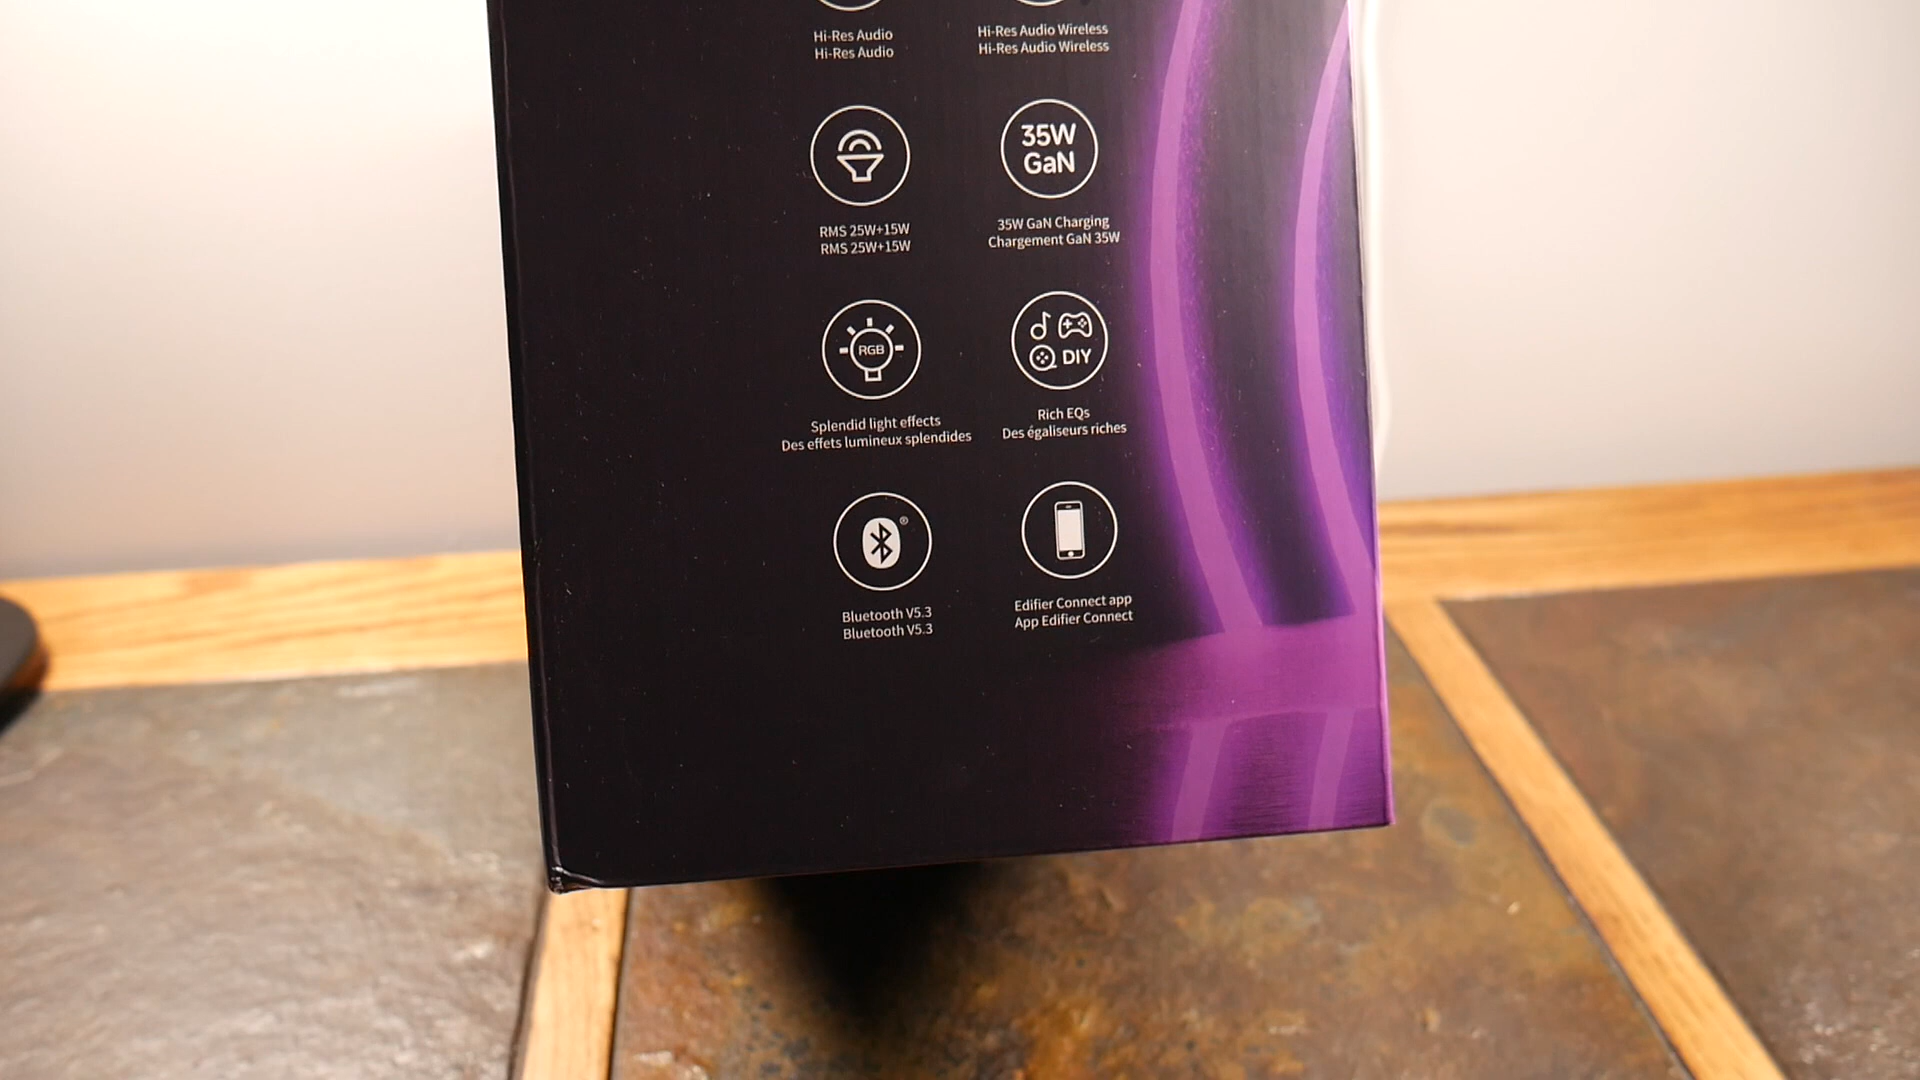 Hi-Res Audio
Hi-Res Audio
Hi-Res Audio Wireless
Hi-Res Audio Wireless
RMS 25W+15W
RMS 25W+15W
35W
GaN
35W GaN Charging
Chargement GaN 35W
RGB
Splendid light effects
Des effets lumineux splendides
DIY
Rich EQs
Des égaliseurs riches
®
Bluetooth V5.3
Bluetooth V5.3
Edifier Connect app
App Edifier Connect